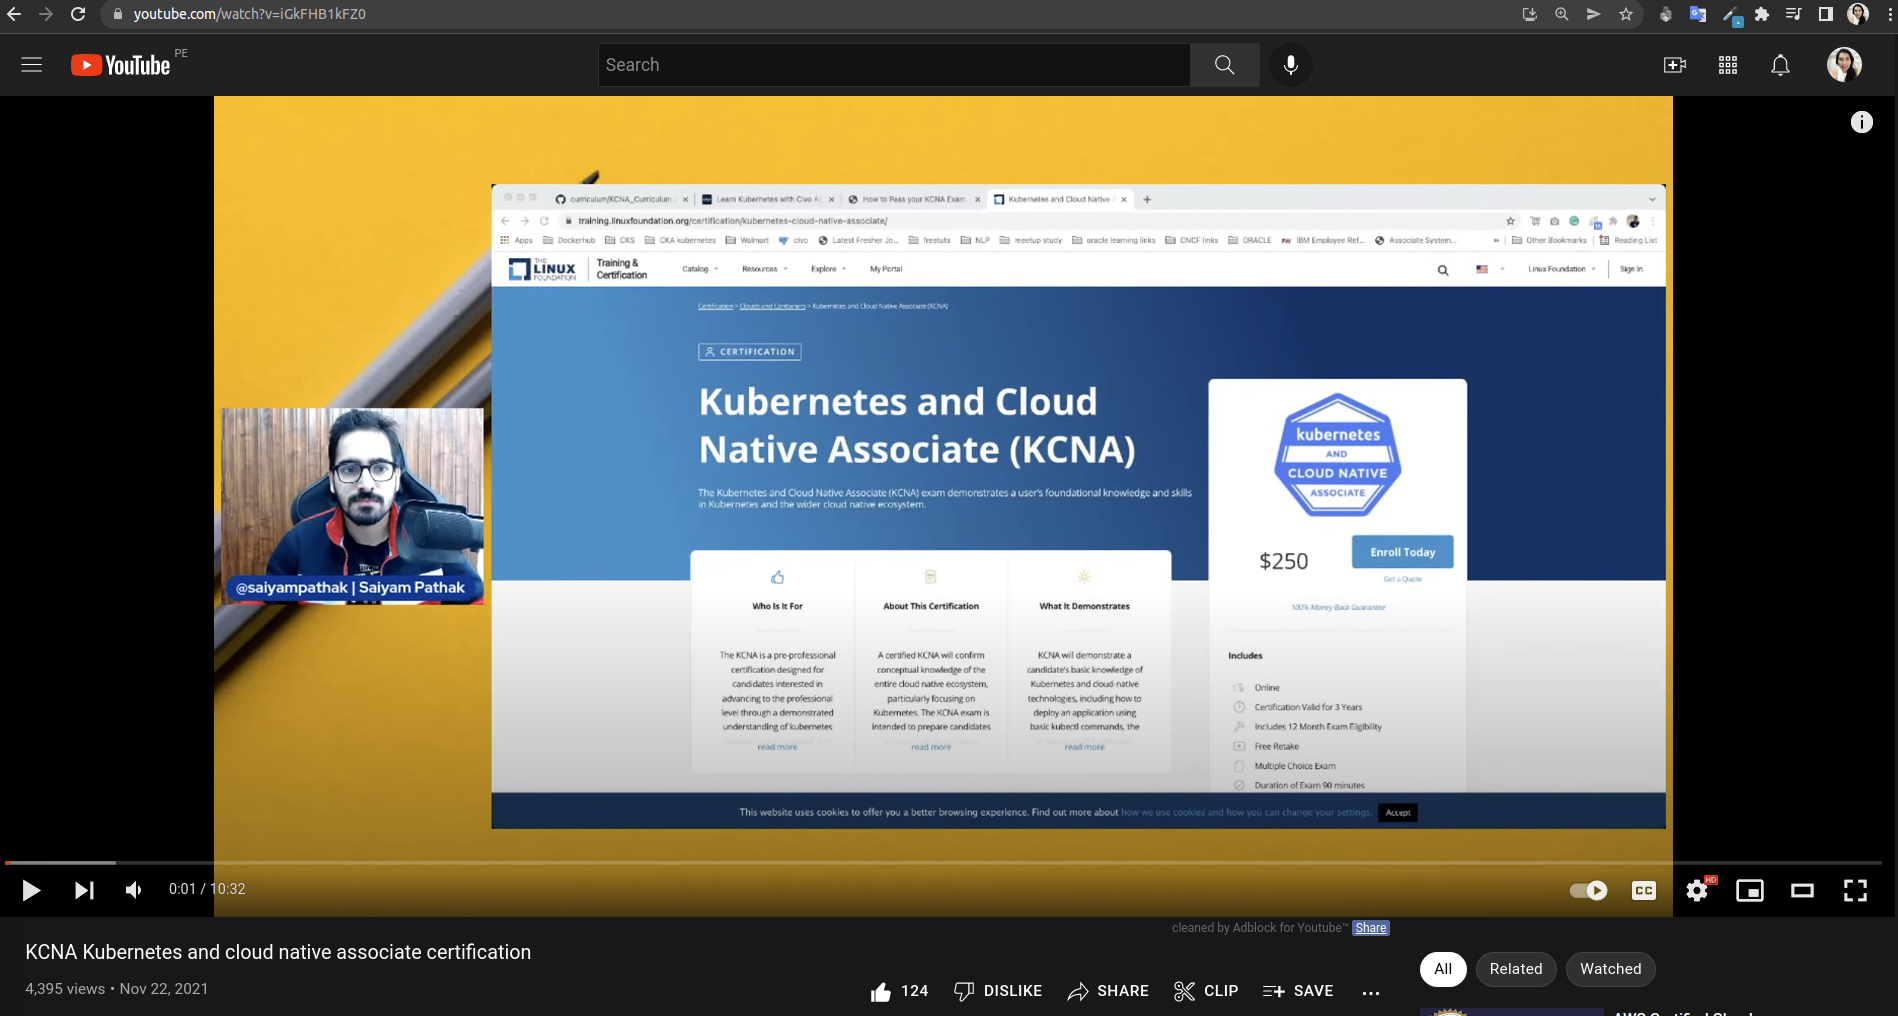 youtube.com/watch?v=iGkFHB1kFZ0
YouTube PE
Search
curriculum/KCNA_Curriculum
Learn Kubernetes with Civo Ac
How to Pass your KCNA Exam
Kubernetes and Cloud Native A
training.linuxfoundation.org/certification/kubernetes-cloud-native-associate/
Apps Dockerhub CKS CKA kubernetes Walmart civo Latest Fresher Jo... freetuts NLP meetup study oracle learning links CNCF links ORACLE IBM Employee Ref... Associate System... » Other Bookmarks Reading List
THE LINUX FOUNDATION
Training & Certification
Catalog Resources Explore My Portal
Linux Foundation Sign In
Certification > Clouds and Containers > Kubernetes and Cloud Native Associate (KCNA)
CERTIFICATION
Kubernetes and Cloud
Native Associate (KCNA)
The Kubernetes and Cloud Native Associate (KCNA) exam demonstrates a user's foundational knowledge and skills
in Kubernetes and the wider cloud native ecosystem.
kubernetes
AND
CLOUD NATIVE
ASSOCIATE
$250
Enroll Today
Get a Quote
100% Money Back Guarantee
Includes
Online
Certification Valid for 3 Years
Includes 12 Month Exam Eligibility
Free Retake
Multiple Choice Exam
Duration of Exam 90 minutes
Who Is It For
The KCNA is a pre-professional
certification designed for
candidates interested in
advancing to the professional
level through a demonstrated
understanding of kubernetes
read more
About This Certification
A certified KCNA will confirm
conceptual knowledge of the
entire cloud native ecosystem,
particularly focusing on
Kubernetes. The KCNA exam is
intended to prepare candidates
read more
What It Demonstrates
KCNA will demonstrate a
candidate's basic knowledge of
Kubernetes and cloud-native
technologies, including how to
deploy an application using
basic kubectl commands, the
read more
@saiyampathak | Saiyam Pathak
This website uses cookies to offer you a better browsing experience. Find out more about how we use cookies and how you can change your settings. Accept
0:01 / 10:32
CC
HD
cleaned by Adblock for Youtube™ Share
KCNA Kubernetes and cloud native associate certification
4,395 views • Nov 22, 2021
124 DISLIKE SHARE CLIP SAVE ...
All Related Watched